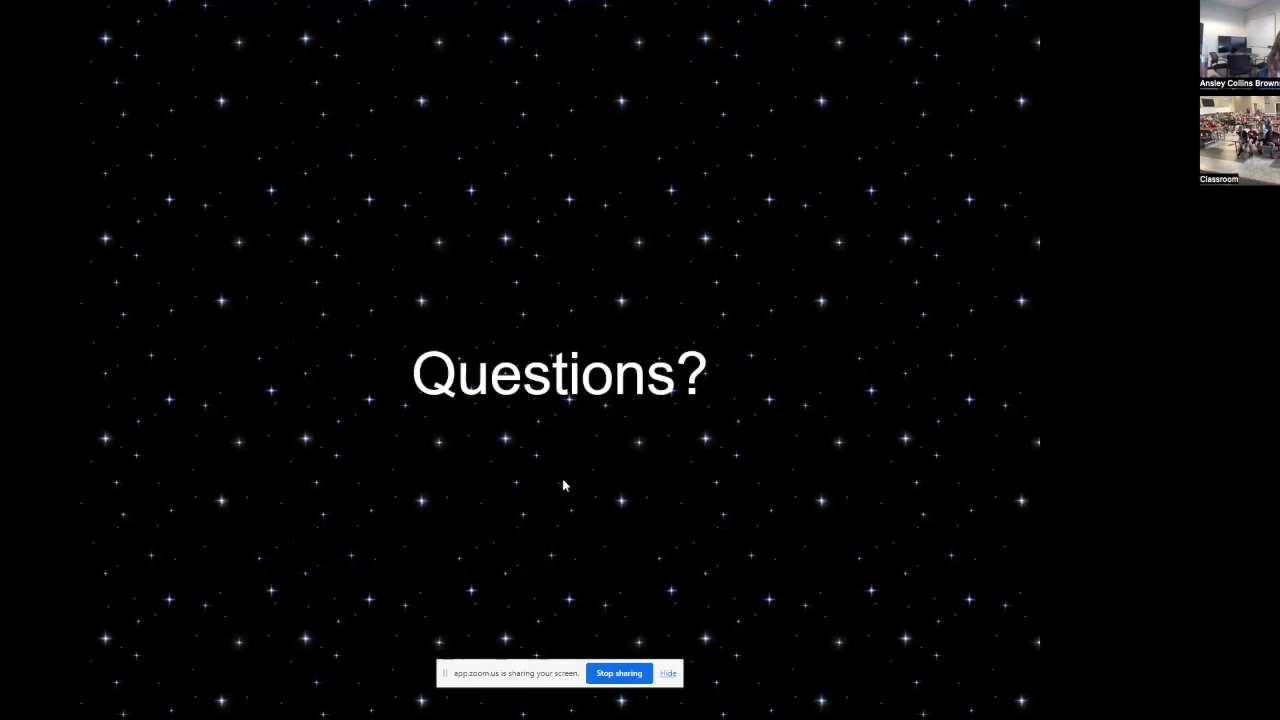 Ansley Collins Brown
Classroom
Questions?
app.zoom.us is sharing your screen.
Stop sharing
Hide